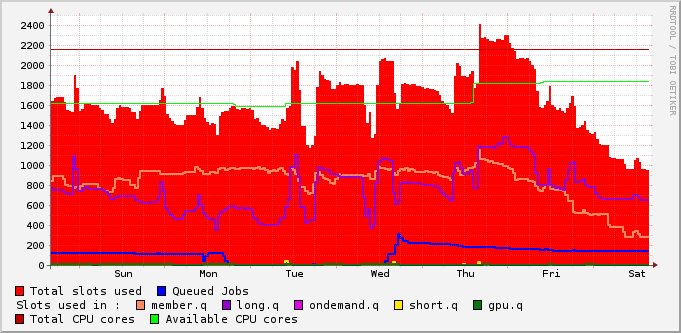 RRDTOOL / TOBI OETIKER
2400
2200
2000
1800
1600
1400
1200
1000
800
600
400
200
0
Sun Mon Tue Wed Thu Fri Sat
Total slots used Queued Jobs
Slots used in : member.q long.q ondemand.q short.q gpu.q
Total CPU cores Available CPU cores